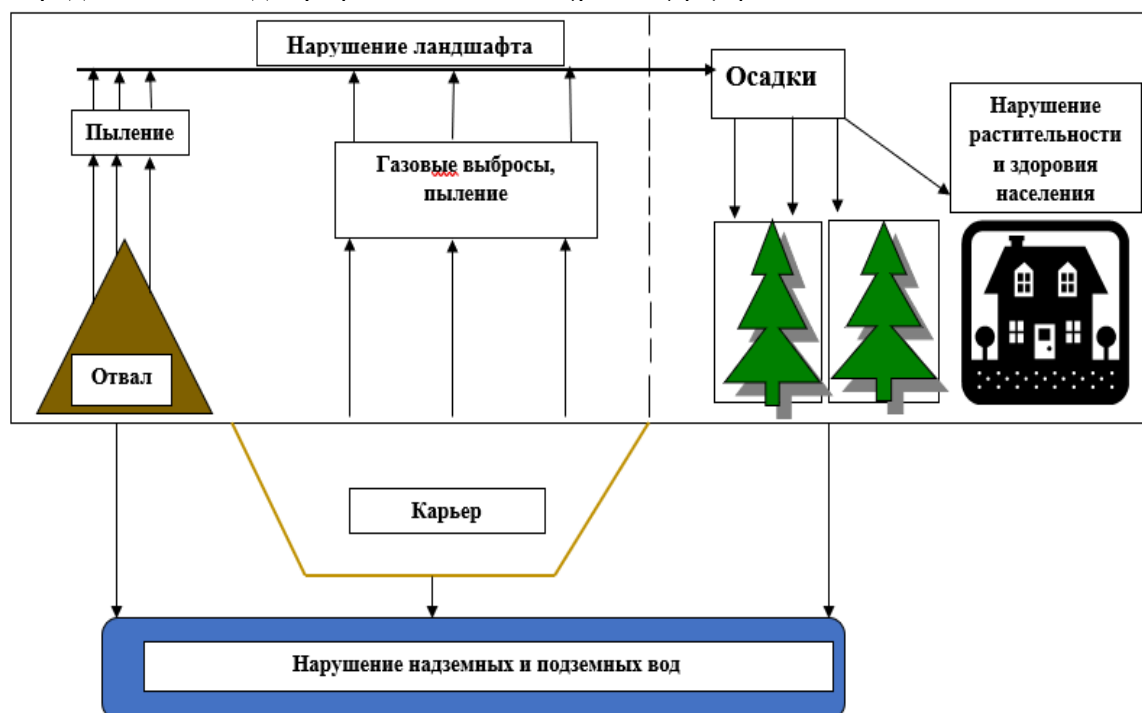 Нарушение ландшафта
Осадки
Нарушение
растительности
и здоровия
населения
Пыление
Газовые выбросы,
пыление
Отвал
Карьер
Нарушение надземных и подземных вод